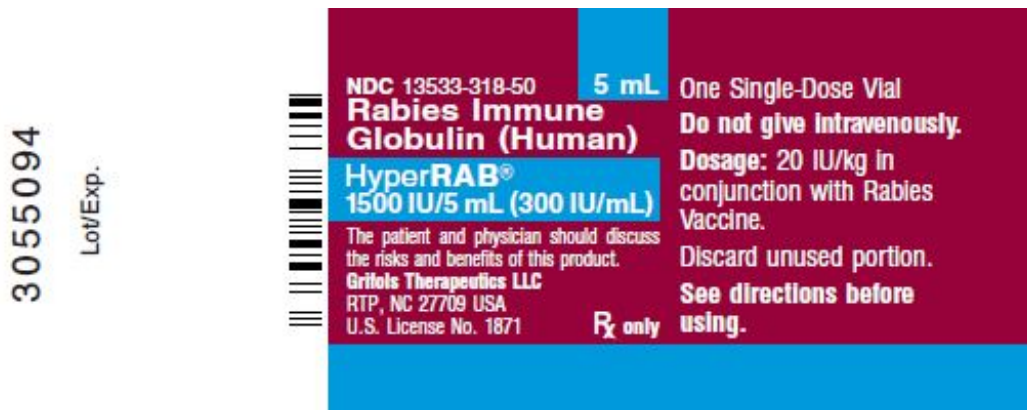 3055094
Lot/Exp.
NDC 13533-318-50
5 mL
Rabies Immune
Globulin (Human)
HyperRAB®
1500 IU/5 mL (300 IU/mL)
The patient and physician should discuss
the risks and benefits of this product.
Grifols Therapeutics LLC
RTP, NC 27709 USA
U.S. License No. 1871
Rx only
One Single-Dose Vial
Do not give intravenously.
Dosage: 20 IU/kg in
conjunction with Rabies
Vaccine.
Discard unused portion.
See directions before
using.